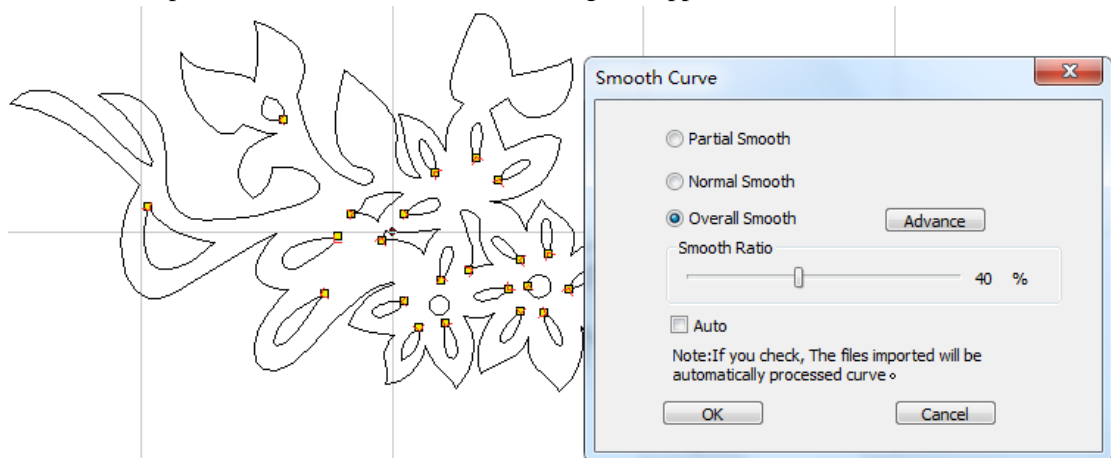 Smooth Curve
Partial Smooth
Normal Smooth
Overall Smooth
Advance
Smooth Ratio
40 %
Auto
Note:If you check, The files imported will be
automatically processed curve。
OK
Cancel